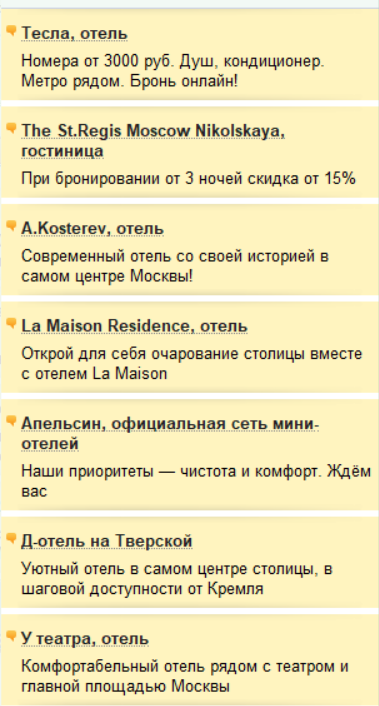 Тесла, отель
Номера от 3000 руб. Душ, кондиционер.
Метро рядом. Бронь онлайн!
The St.Regis Moscow Nikolskaya,
гостиница
При бронировании от 3 ночей скидка от 15%
A.Kosterev, отель
Современный отель со своей историей в
самом центре Москвы!
La Maison Residence, отель
Открой для себя очарование столицы вместе
с отелем La Maison
Апельсин, официальная сеть мини-
отелей
Наши приоритеты — чистота и комфорт. Ждём
вас
Д-отель на Тверской
Уютный отель в самом центре столицы, в
шаговой доступности от Кремля
У театра, отель
Комфортабельный отель рядом с театром и
главной площадью Москвы